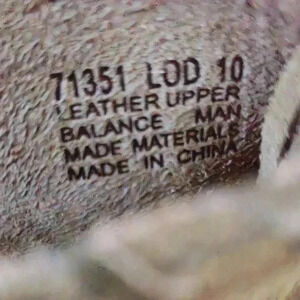 71351 LOD 10
LEATHER UPPER
BALANCE MAN
MADE MATERIALS
MADE IN CHINA